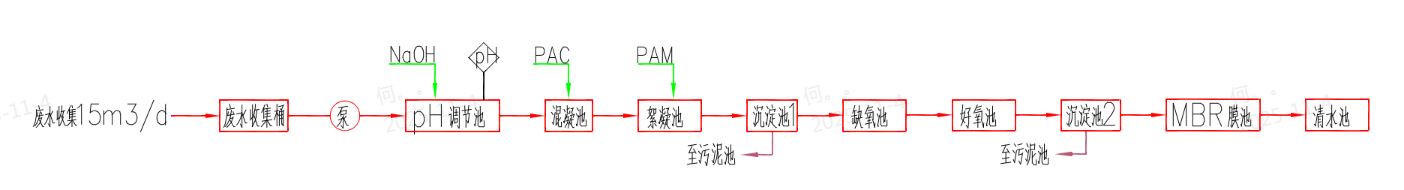 NaOH
pH
PAC
PAM
废水收集15m3/d
废水收集桶
泵
pH调节池
混凝池
絮凝池
沉淀池1
缺氧池
好氧池
沉淀池2
MBR膜池
清水池
至污泥池
至污泥池